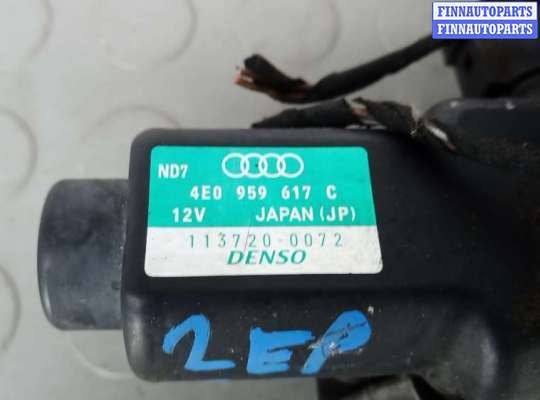 FINNAUTOPARTS
FINNAUTOPARTS
ND7
4E0 959 617 C
12V JAPAN (JP)
113720-0072
DENSO
2EP